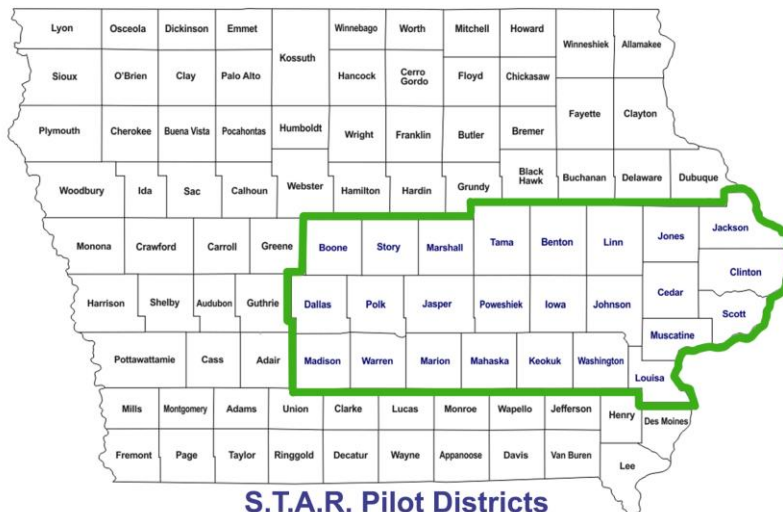 Lyon Osceola Dickinson Emmet Kossuth Winnebago Worth Mitchell Howard Winneshiek Allamakee
Sioux O'Brien Clay Palo Alto Hancock Cerro Gordo Floyd Chickasaw
Plymouth Cherokee Buena Vista Pocahontas Humboldt Wright Franklin Butler Bremer Fayette Clayton
Woodbury Ida Sac Calhoun Webster Hamilton Hardin Grundy Black Hawk Buchanan Delaware Dubuque
Monona Crawford Carroll Greene Boone Story Marshall Tama Benton Linn Jones Jackson
Clinton
Harrison Shelby Audubon Guthrie Dallas Polk Jasper Poweshiek Iowa Johnson Cedar Scott
Muscatine
Pottawattamie Cass Adair Madison Warren Marion Mahaska Keokuk Washington Louisa
Mills Montgomery Adams Union Clarke Lucas Monroe Wapello Jefferson Henry Des Moines
Fremont Page Taylor Ringgold Decatur Wayne Appanoose Davis Van Buren Lee
S.T.A.R. Pilot Districts